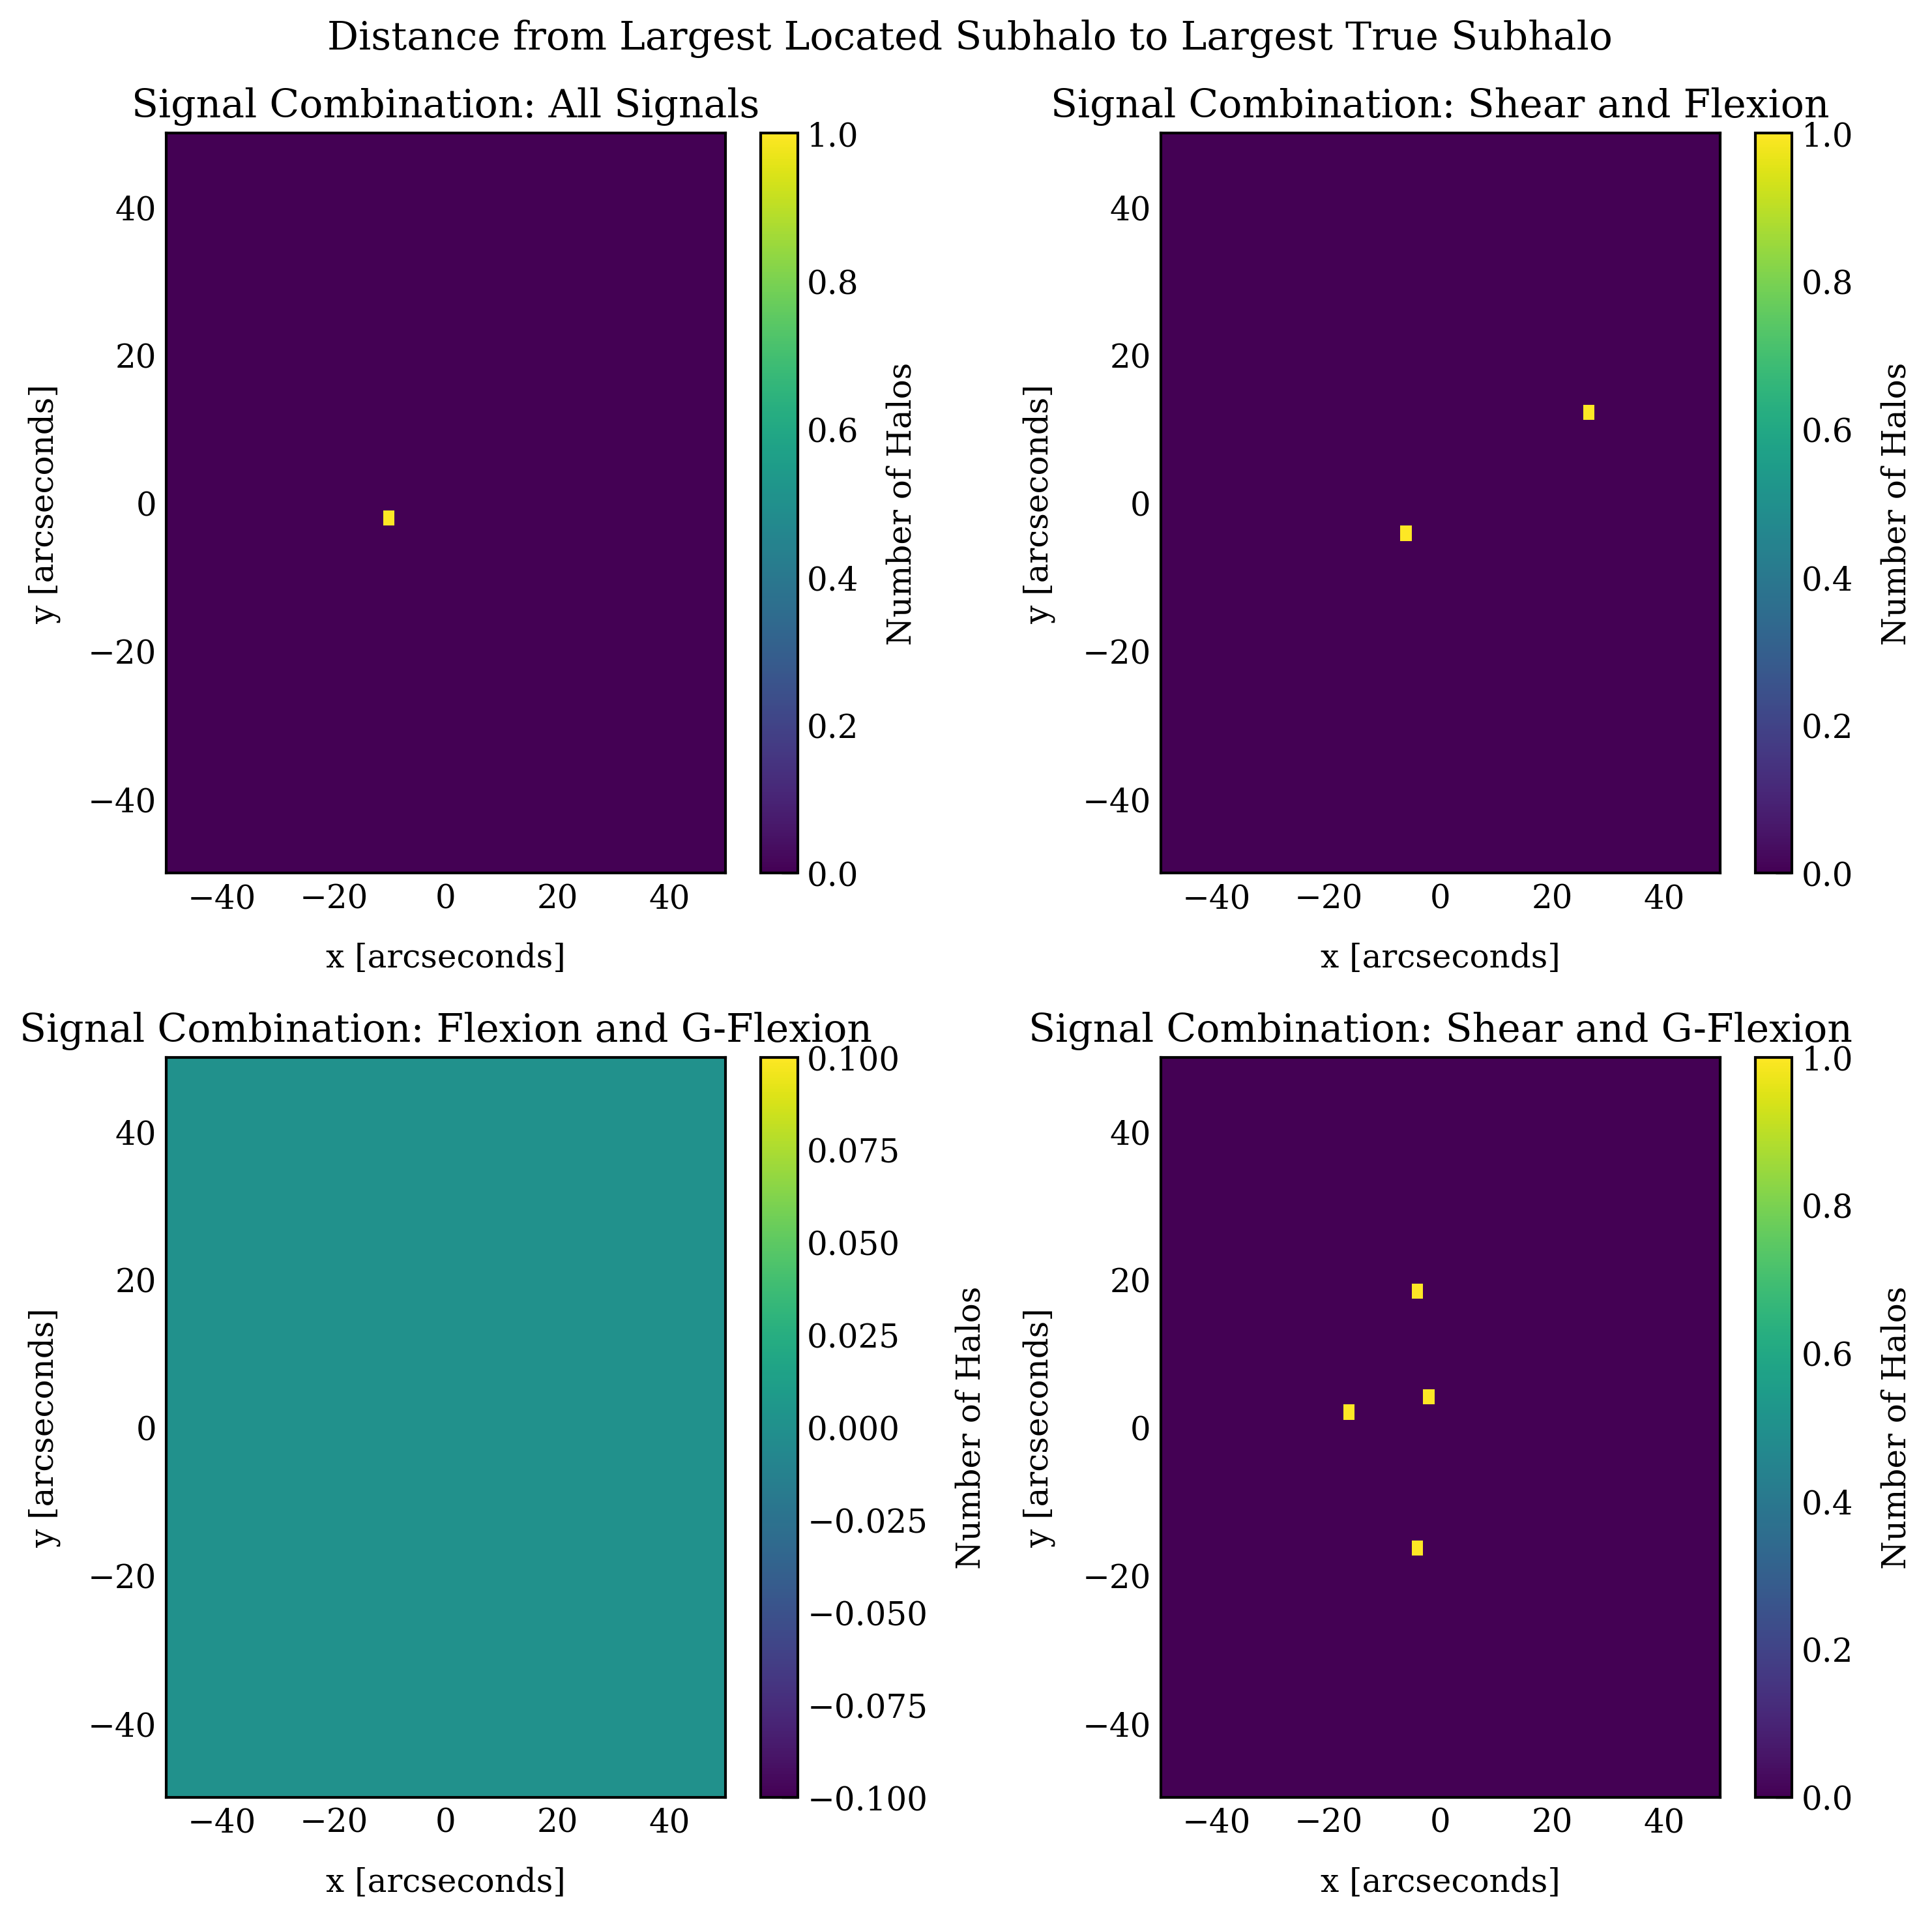 Distance from Largest Located Subhalo to Largest True Subhalo
Signal Combination: All Signals
40
20
0
−20
−40
y [arcseconds]
−40 −20 0 20 40
x [arcseconds]
1.0
0.8
0.6
0.4
0.2
0.0
Number of Halos
Signal Combination: Shear and Flexion
40
20
0
−20
−40
y [arcseconds]
−40 −20 0 20 40
x [arcseconds]
1.0
0.8
0.6
0.4
0.2
0.0
Number of Halos
Signal Combination: Flexion and G-Flexion
40
20
0
−20
−40
y [arcseconds]
−40 −20 0 20 40
x [arcseconds]
0.100
0.075
0.050
0.025
0.000
−0.025
−0.050
−0.075
−0.100
Number of Halos
Signal Combination: Shear and G-Flexion
40
20
0
−20
−40
y [arcseconds]
−40 −20 0 20 40
x [arcseconds]
1.0
0.8
0.6
0.4
0.2
0.0
Number of Halos